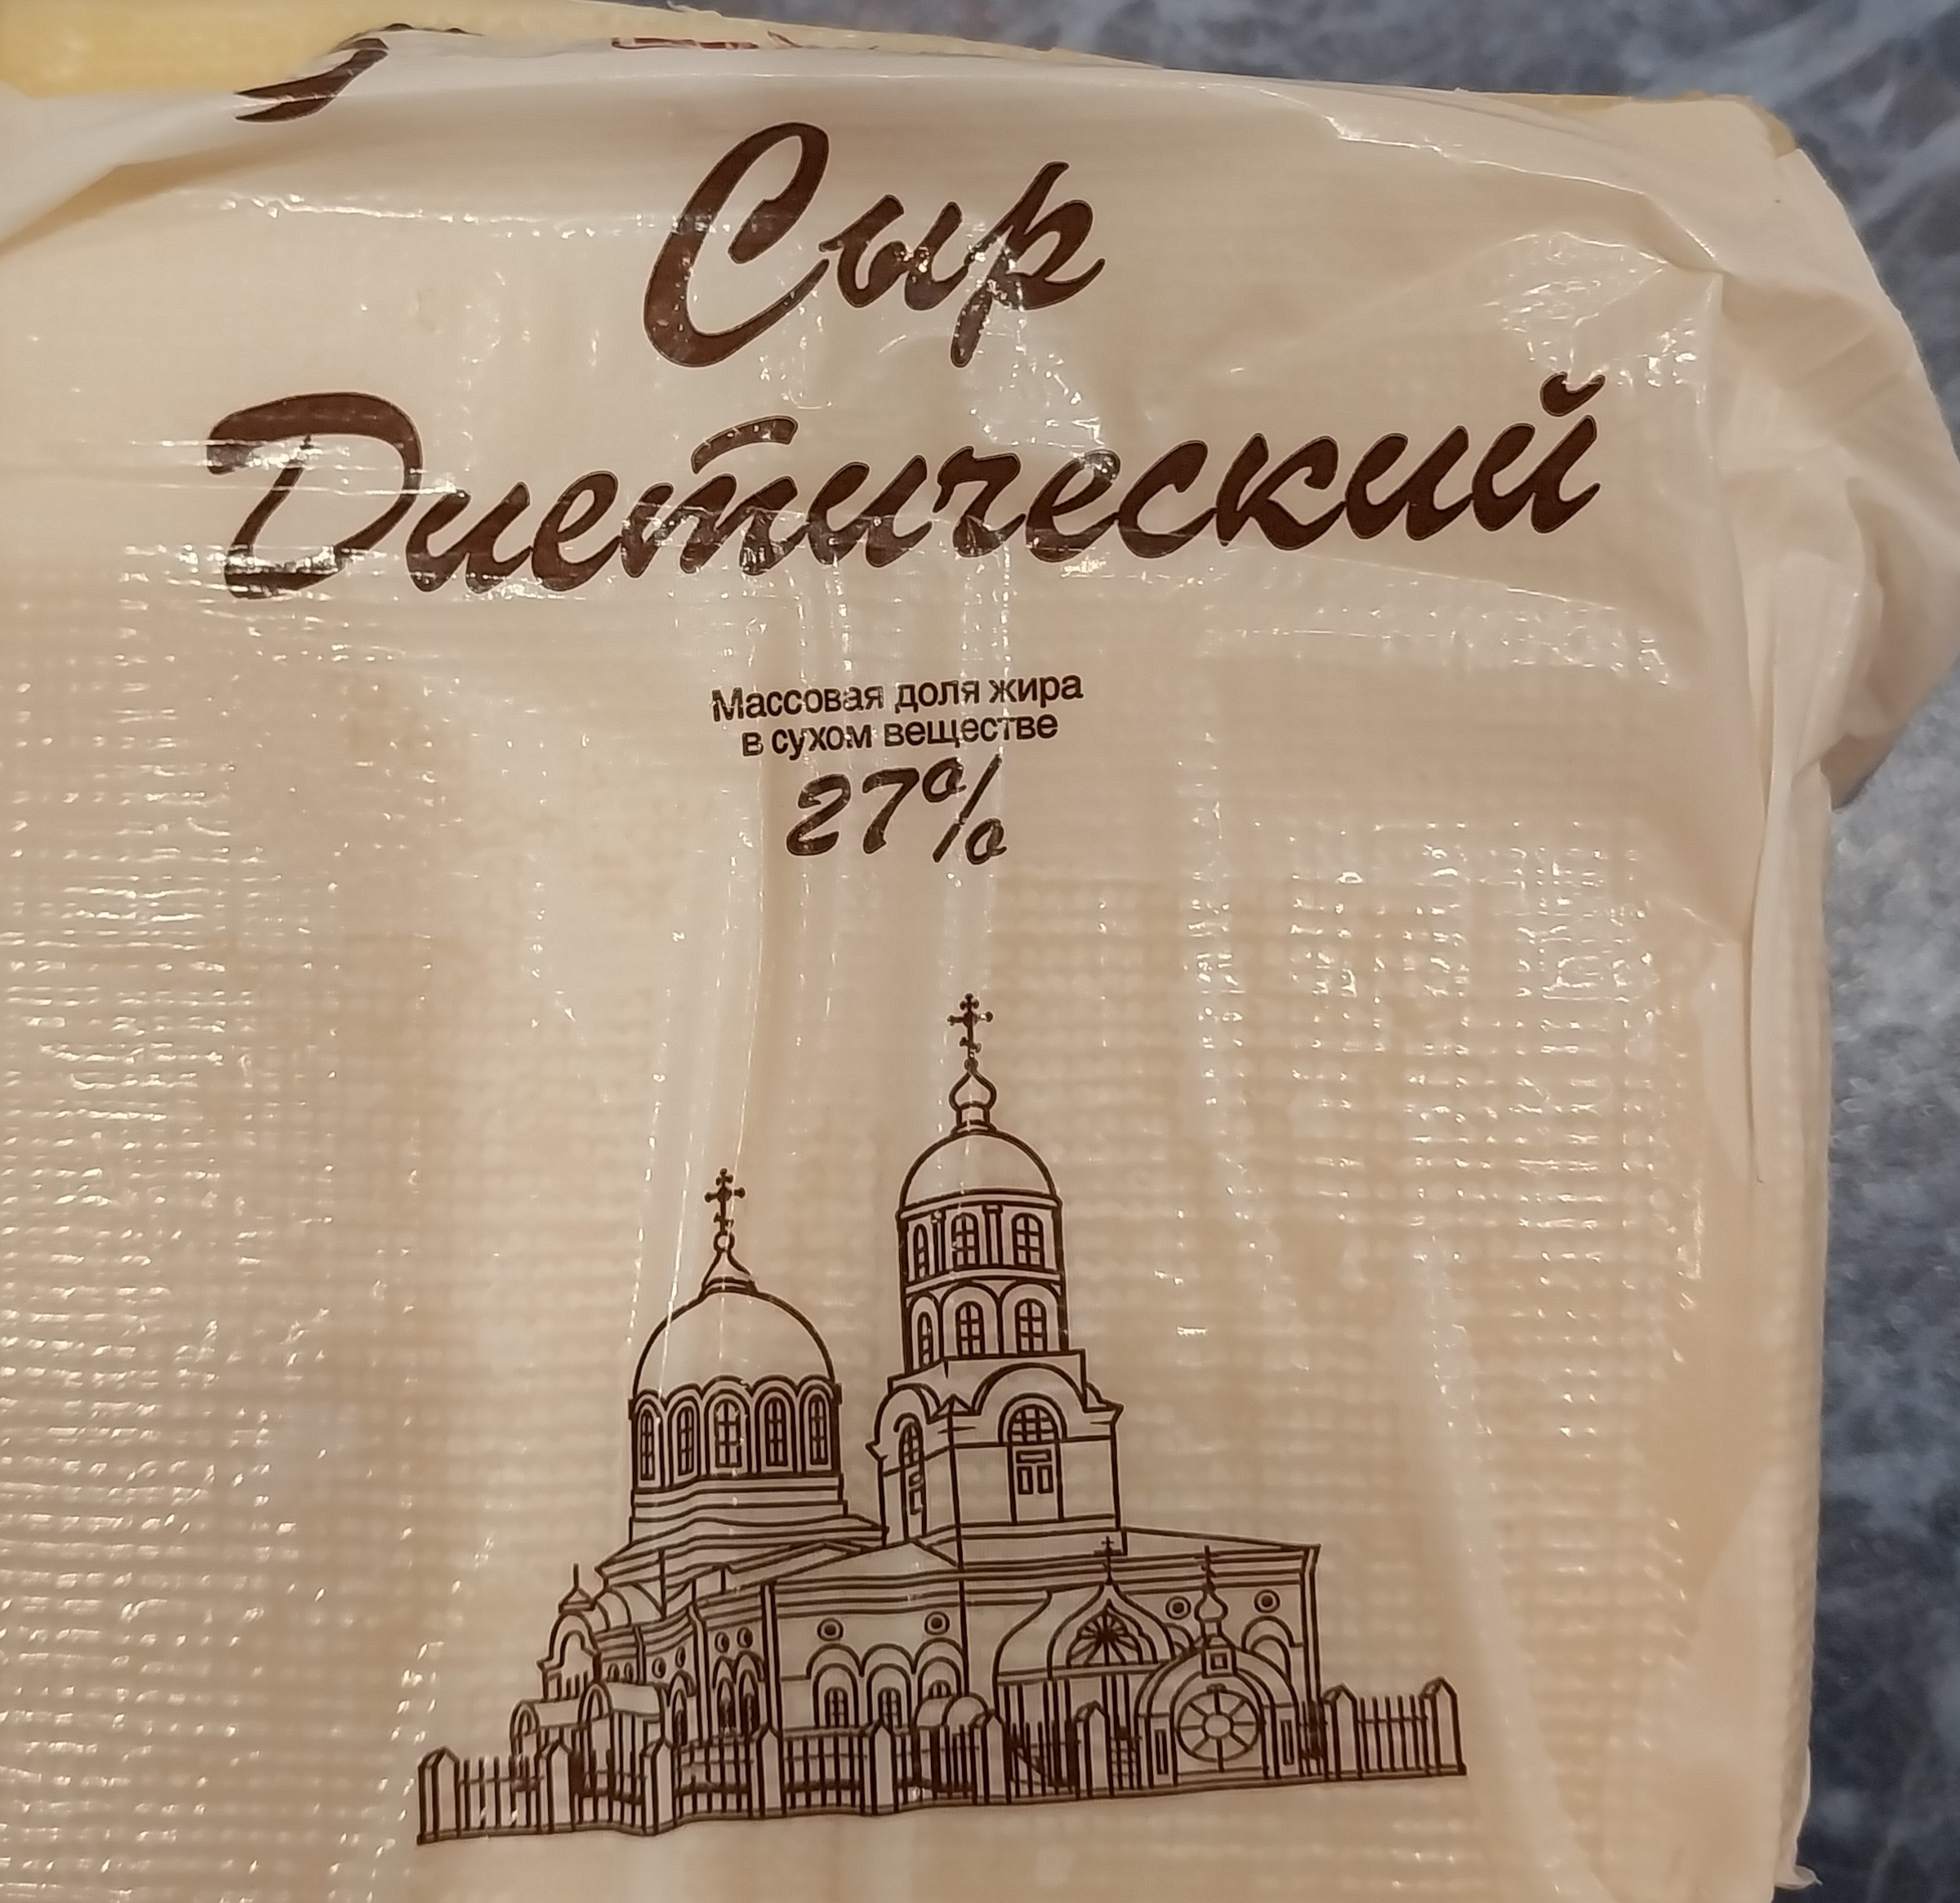 Сыр
Диетический
Массовая доля жира
в сухом веществе
27%